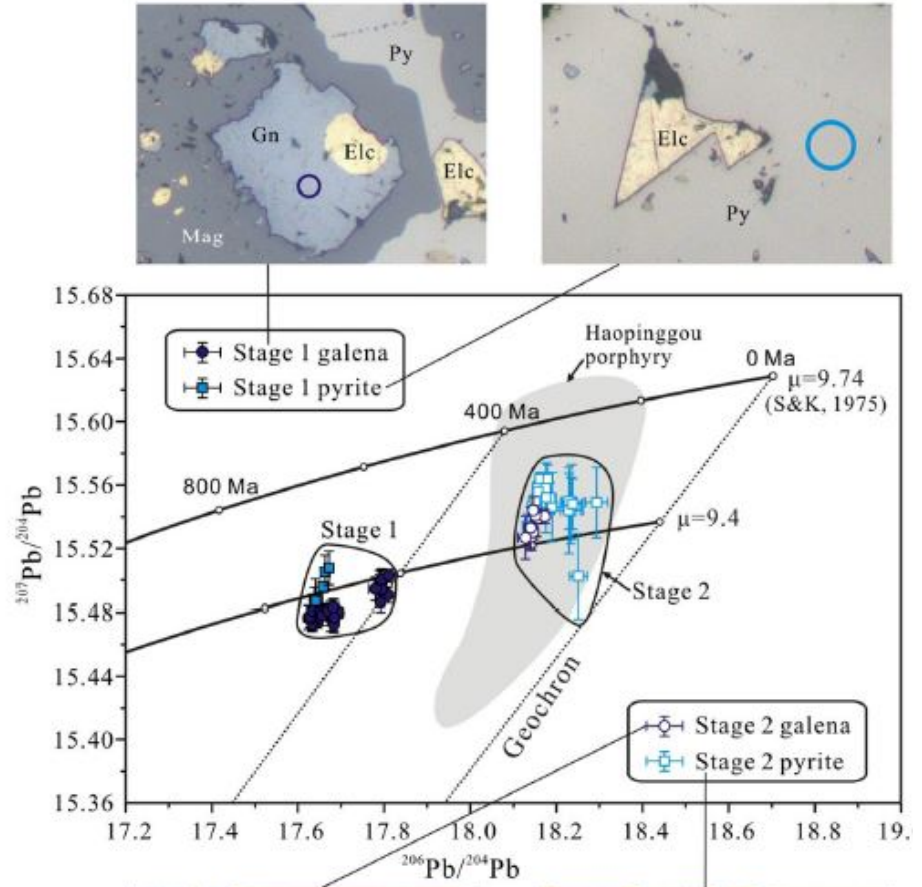 Py
Gn
Elc
Elc
Mag
Elc
Py
15.68
15.64
15.60
15.56
15.52
15.48
15.44
15.40
15.36
²⁰⁷Pb/²⁰⁴Pb
Stage 1 galena
Stage 1 pyrite
Haopinggou
porphyry
0 Ma
μ=9.74
(S&K, 1975)
400 Ma
800 Ma
Stage 1
μ=9.4
Stage 2
Geochron
Stage 2 galena
Stage 2 pyrite
17.2 17.4 17.6 17.8 18.0 18.2 18.4 18.6 18.8 19.
²⁰⁶Pb/²⁰⁴Pb